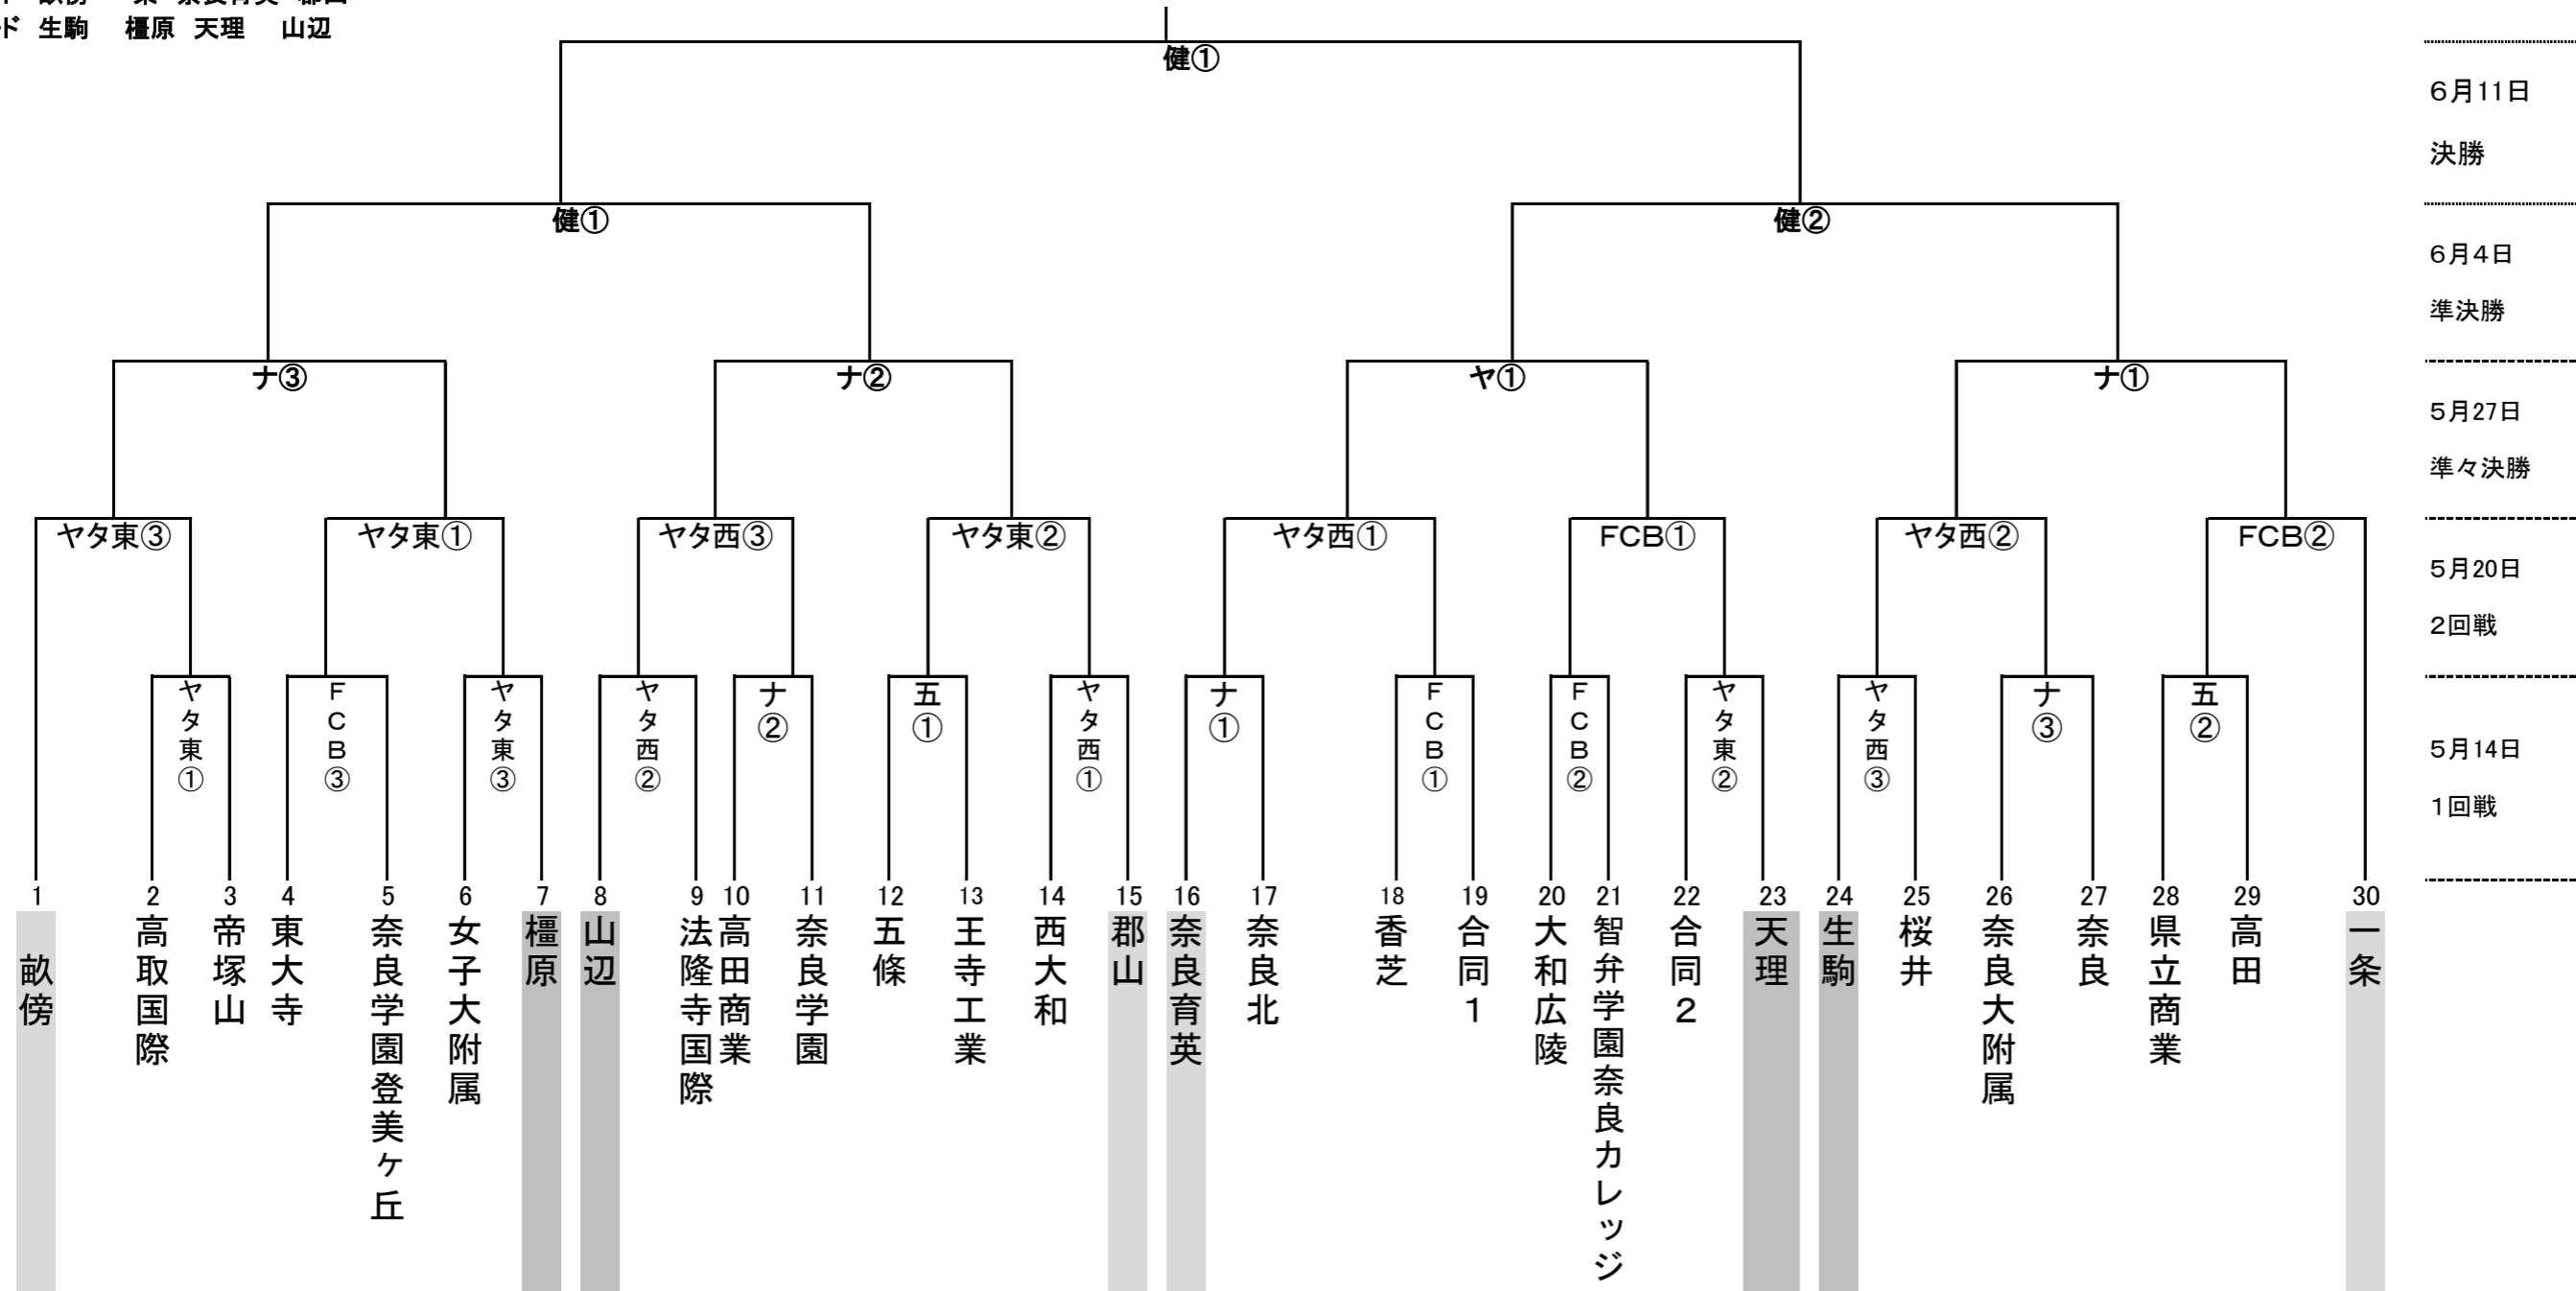 ド 生駒 橿原 天理 山辺
健①
6月11日
決勝
健①
健②
6月4日
準決勝
ナ③
ナ②
ヤ①
ナ①
5月27日
準々決勝
ヤタ東③
ヤタ東①
ヤタ西③
ヤタ東②
ヤタ西①
FCB①
ヤタ西②
FCB②
5月20日
2回戦
ヤタ東①
FCB③
ヤタ東③
ヤタ西②
ナ②
五①
ヤタ西①
ナ①
FCB①
FCB②
ヤタ東②
ヤタ西③
ナ③
五②
5月14日
1回戦
1 畝傍
2 高取国際
3 帝塚山
4 東大寺
5 奈良学園登美ヶ丘
6 女子大附属
7 橿原
8 山辺
9 法隆寺国際
10 高田商業
11 奈良学園
12 五條
13 王寺工業
14 西大和
15 郡山
16 奈良育英
17 奈良北
18 香芝
19 合同1
20 大和広陵
21 智弁学園奈良カレッジ
22 合同2
23 天理
24 生駒
25 桜井
26 奈良大附属
27 奈良
28 県立商業
29 高田
30 一条